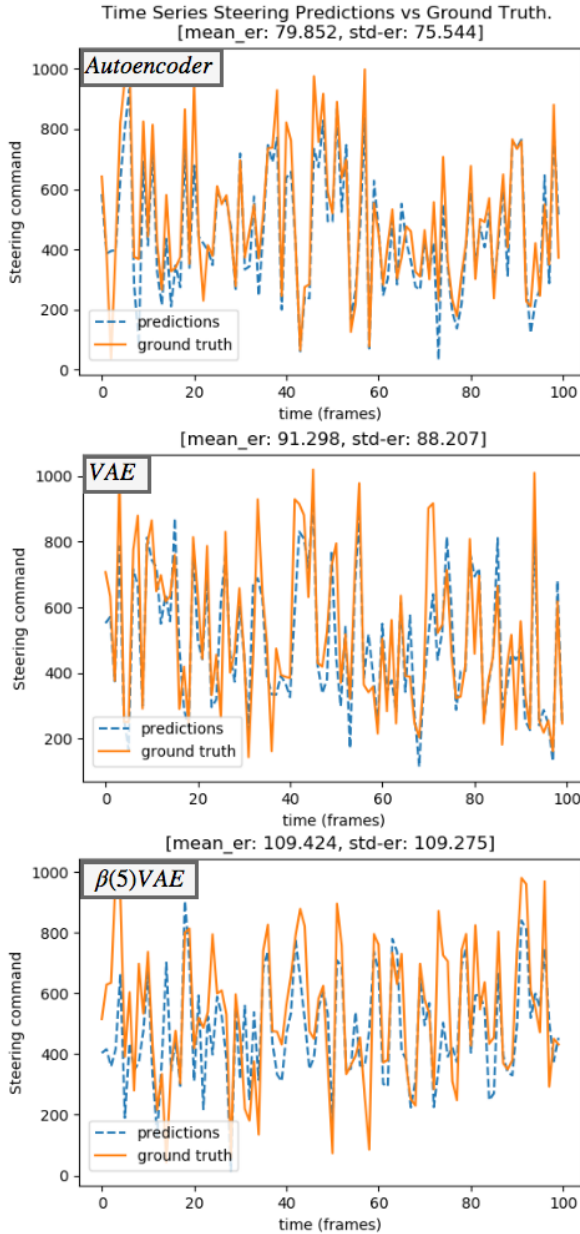 Time Series Steering Predictions vs Ground Truth.
[mean_er: 79.852, std-er: 75.544]
Autoencoder
1000
800
600
400
200
0
Steering command
predictions
ground truth
0 20 40 60 80 100
time (frames)
[mean_er: 91.298, std-er: 88.207]
VAE
1000
800
600
400
200
Steering command
predictions
ground truth
0 20 40 60 80 100
time (frames)
[mean_er: 109.424, std-er: 109.275]
β(5)VAE
1000
800
600
400
200
0
Steering command
predictions
ground truth
0 20 40 60 80 100
time (frames)